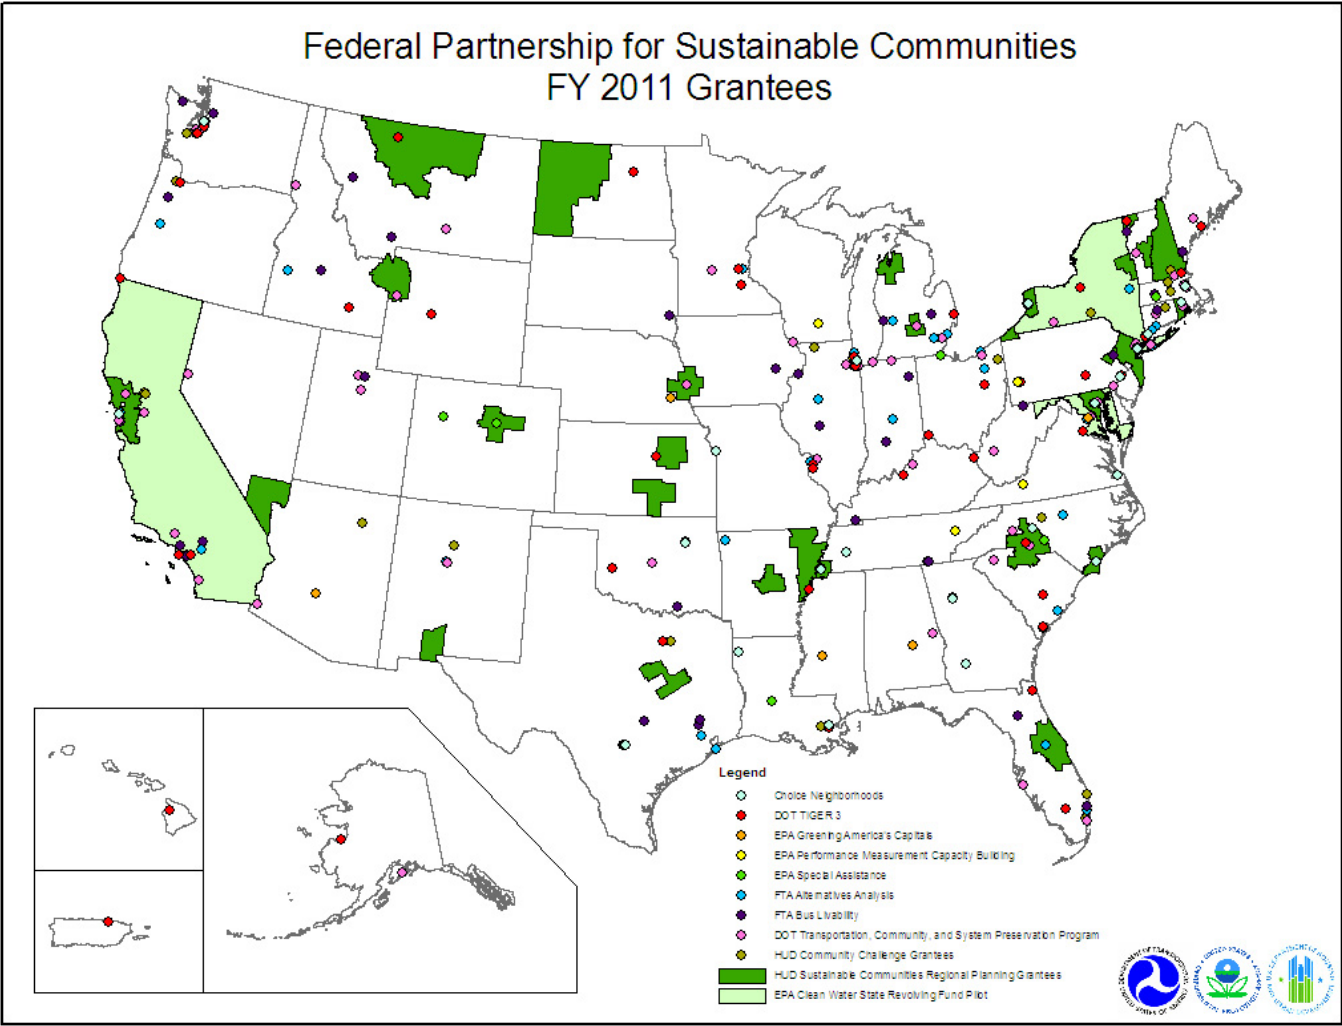 Federal Partnership for Sustainable Communities
FY 2011 Grantees
Legend
Choice Neighborhoods
DOT TIGER 3
EPA Greening America's Capitals
EPA Performance Measurement Capacity Building
EPA Special Assistance
FTA Alternatives Analysis
FTA Bus Livability
DOT Transportation, Community, and System Preservation Program
HUD Community Challenge Grantees
HUD Sustainable Communities Regional Planning Grantees
EPA Clean Water State Revolving Fund Pilot